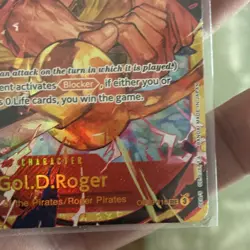 an attack on the turn in which it is played)
ent activates Blocker, if either you or
s 0 Life cards, you win the game.
CHARACTER
Gol.D.Roger
the Pirates/Roger Pirates